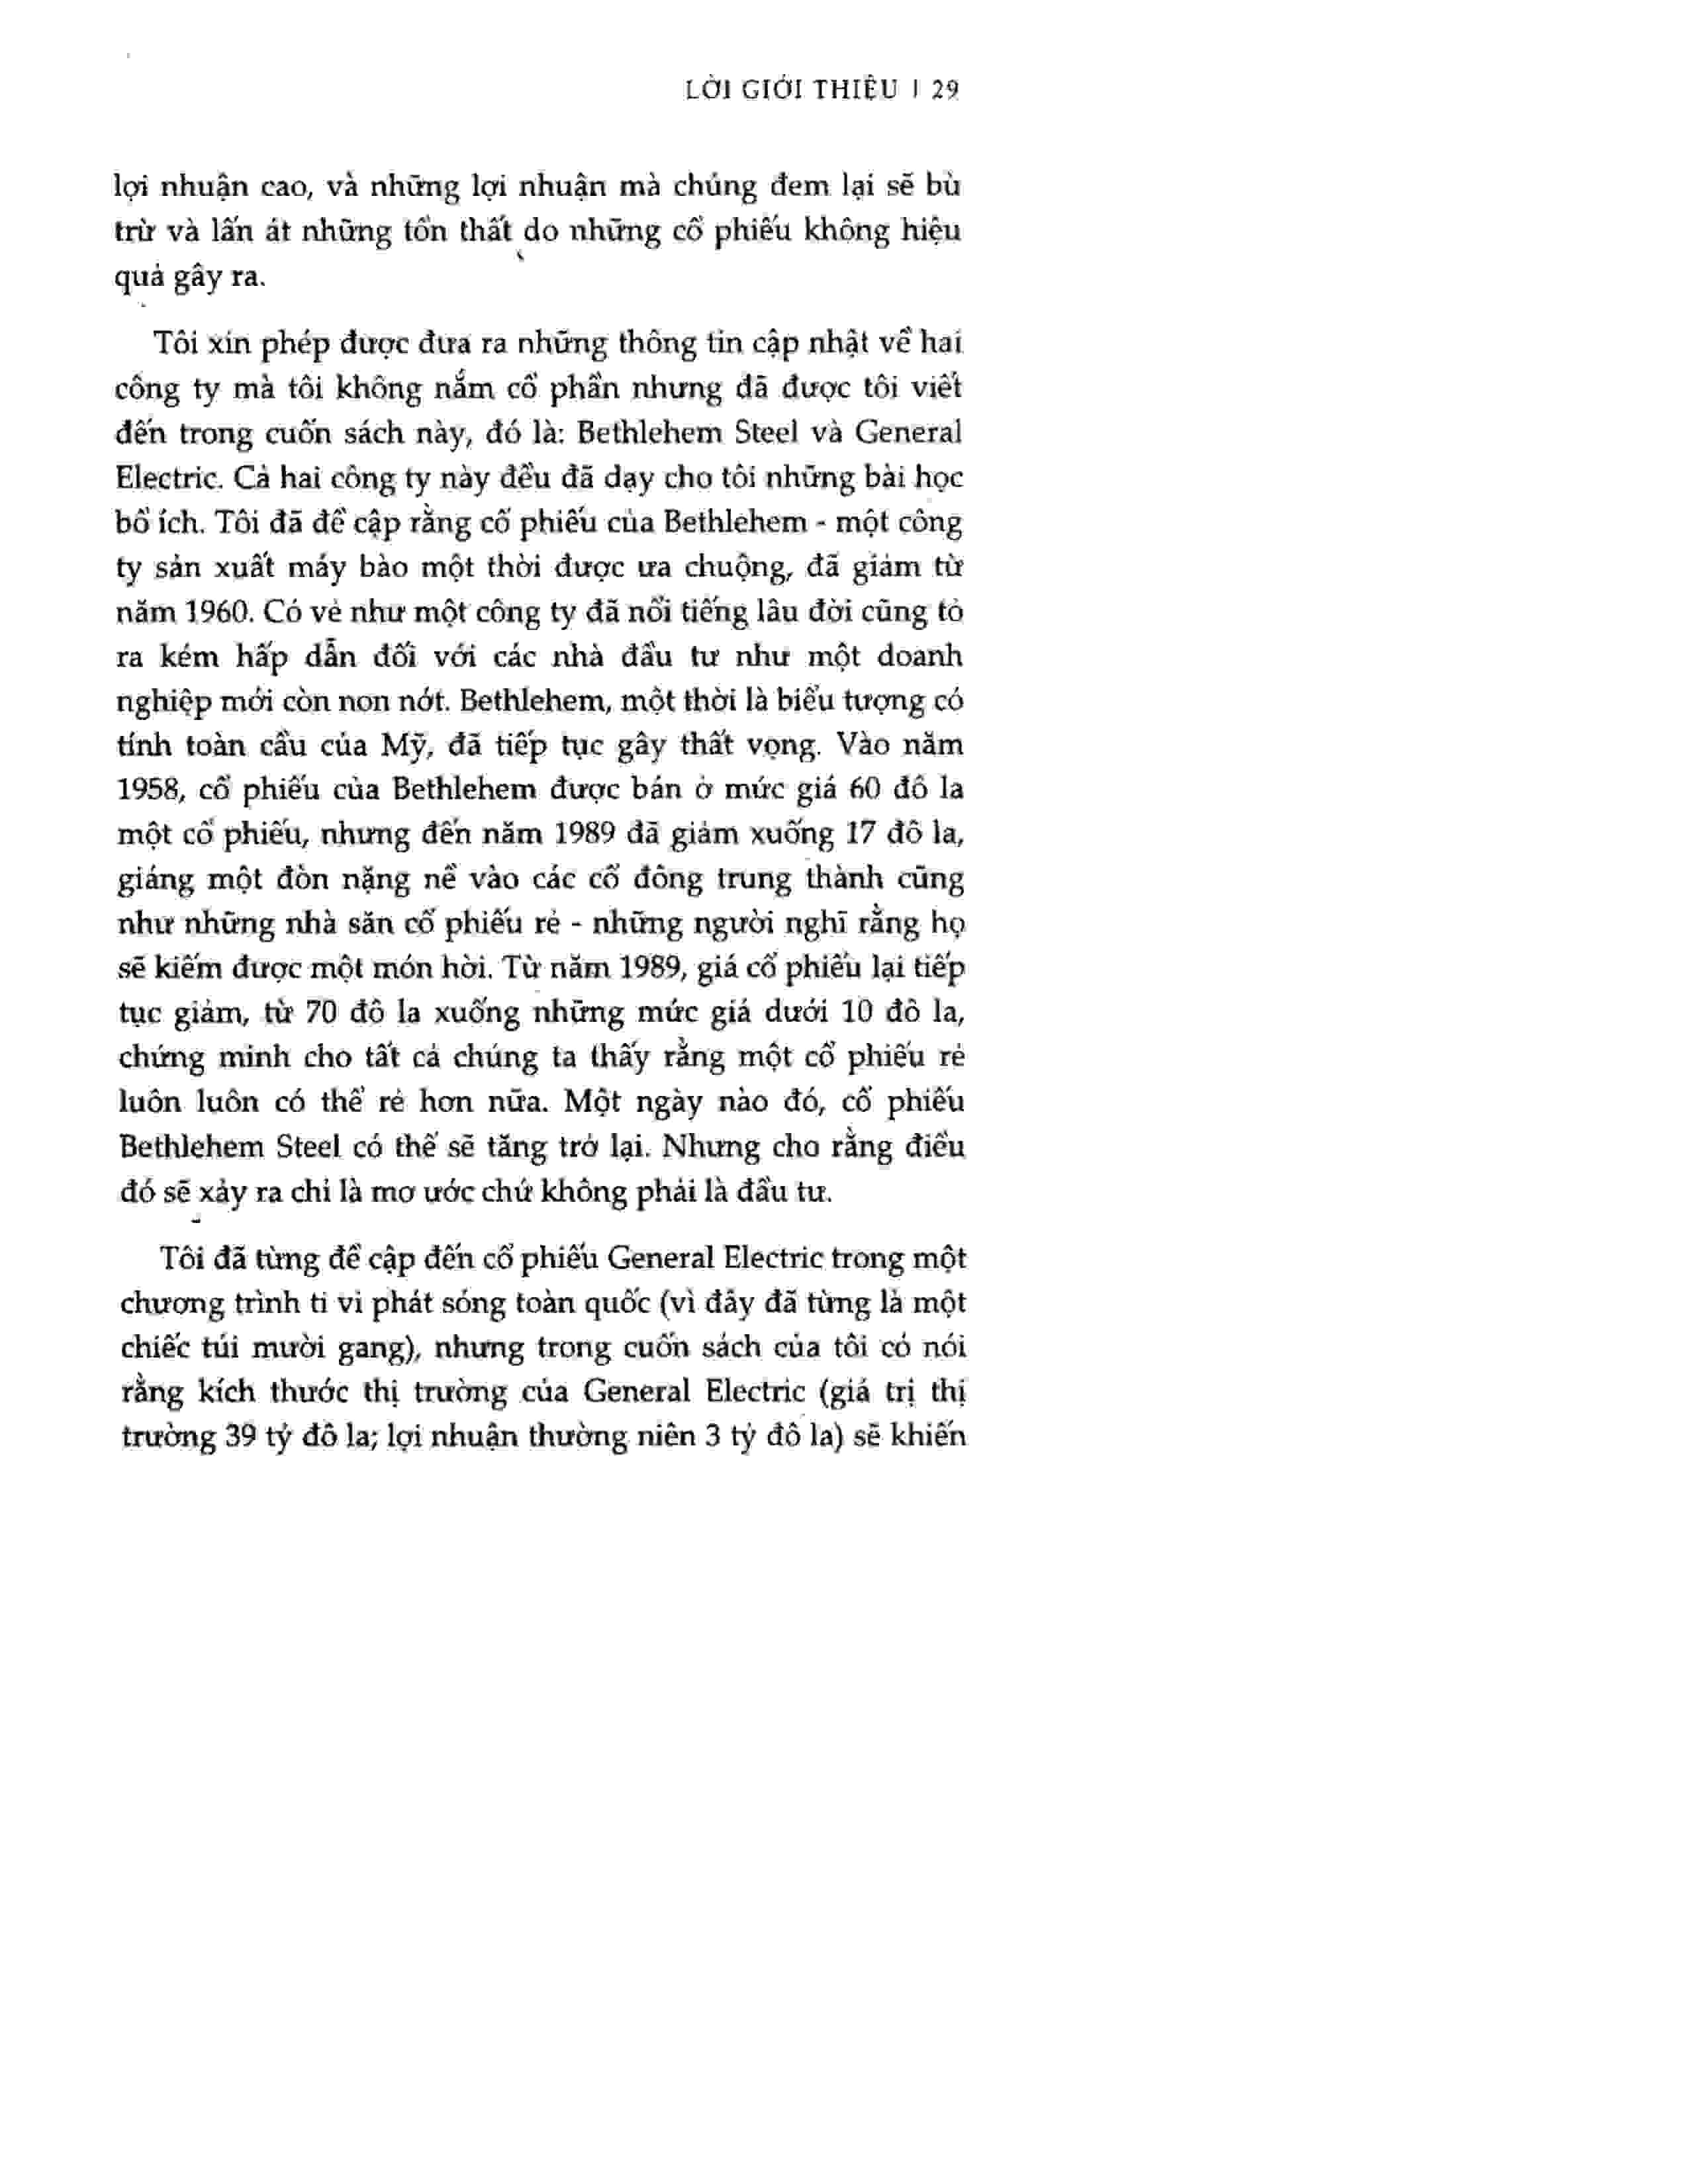 LỜI GIỚI THIỆU | 29
lợi nhuận cao, và những lợi nhuận mà chúng đem lại sẽ bù
trừ và lấn át những tổn thất do những cổ phiếu không hiệu
quả gây ra.
Tôi xin phép được đưa ra những thông tin cập nhật về hai
công ty mà tôi không nắm cổ phần nhưng đã được tôi viết
đến trong cuốn sách này, đó là: Bethlehem Steel và General
Electric. Cả hai công ty này đều đã dạy cho tôi những bài học
bổ ích. Tôi đã đề cập rằng cổ phiếu của Bethlehem - một công
ty sản xuất máy bào một thời được ưa chuộng, đã giảm từ
năm 1960. Có vẻ như một công ty đã nổi tiếng lâu đời cũng tỏ
ra kém hấp dẫn đối với các nhà đầu tư như một doanh
nghiệp mới còn non nớt. Bethlehem, một thời là biểu tượng có
tính toàn cầu của Mỹ, đã tiếp tục gây thất vọng. Vào năm
1958, cổ phiếu của Bethlehem được bán ở mức giá 60 đô la
một cổ phiếu, nhưng đến năm 1989 đã giảm xuống 17 đô la,
giáng một đòn nặng nề vào các cổ đông trung thành cũng
như những nhà săn cổ phiếu rẻ - những người nghĩ rằng họ
sẽ kiếm được một món hời. Từ năm 1989, giá cổ phiếu lại tiếp
tục giảm, từ 70 đô la xuống những mức giá dưới 10 đô la,
chứng minh cho tất cả chúng ta thấy rằng một cổ phiếu rẻ
luôn luôn có thể rẻ hơn nữa. Một ngày nào đó, cổ phiếu
Bethlehem Steel có thể sẽ tăng trở lại. Nhưng cho rằng điều
đó sẽ xảy ra chỉ là mơ ước chứ không phải là đầu tư.
Tôi đã từng đề cập đến cổ phiếu General Electric trong một
chương trình ti vi phát sóng toàn quốc (vì đây đã từng là một
chiếc túi mười gang), nhưng trong cuốn sách của tôi có nói
rằng kích thước thị trường của General Electric (giá trị thị
trường 39 tỷ đô la; lợi nhuận thường niên 3 tỷ đô la) sẽ khiến